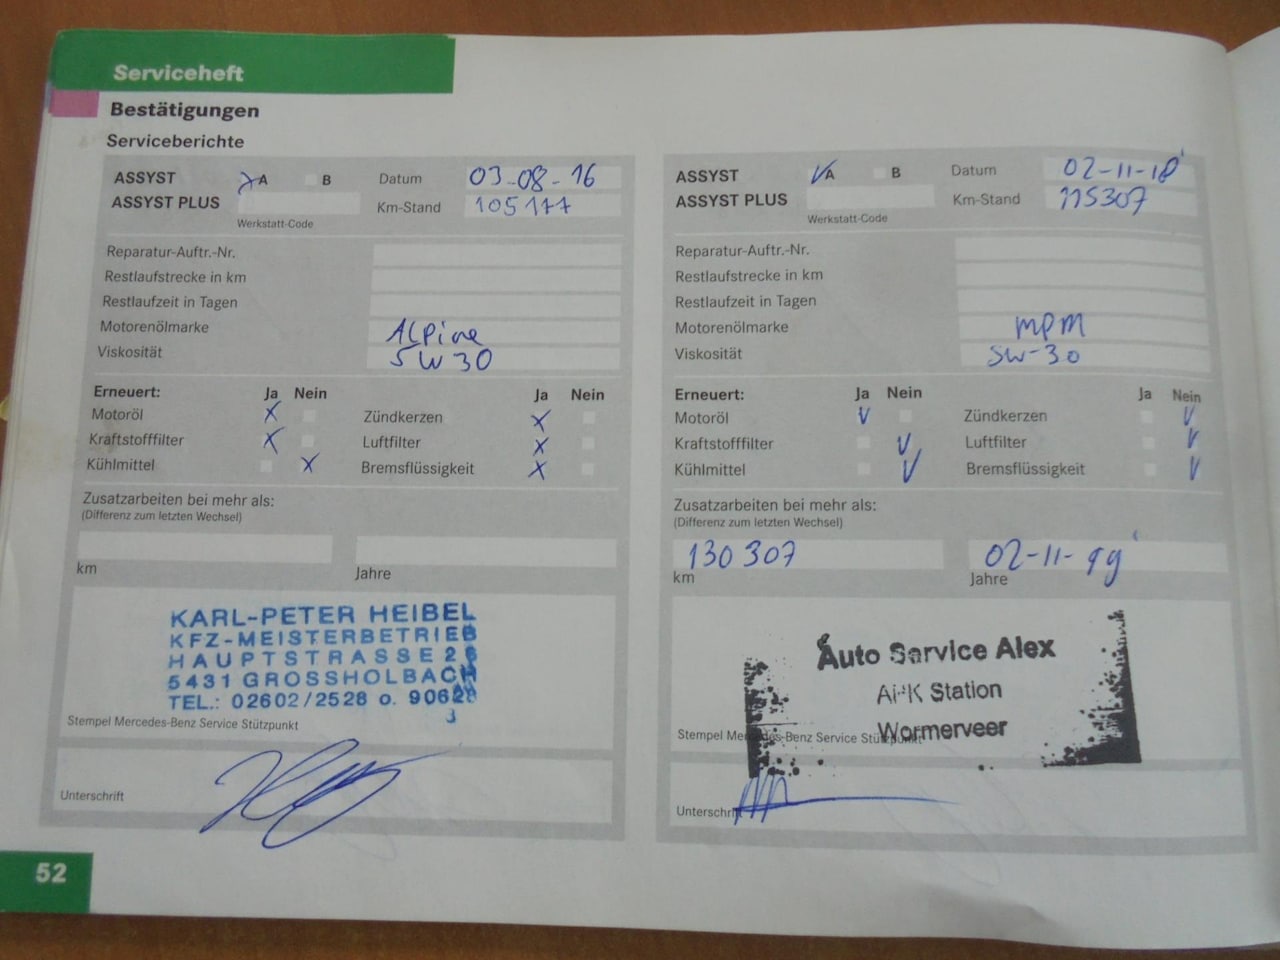 Serviceheft
Bestätigungen
Serviceberichte
ASSYST A B Datum 03-08-16
ASSYST PLUS Km-Stand 105177
Werkstatt-Code
Reparatur-Auftr.-Nr.
Restlaufstrecke in km
Restlaufzeit in Tagen
Motorenölmarke ALPine
Viskosität 5W30
Erneuert: Ja Nein Ja Nein
Motoröl X Zündkerzen X
Kraftstofffilter X Luftfilter X
Kühlmittel X Bremsflüssigkeit X
Zusatzarbeiten bei mehr als:
(Differenz zum letzten Wechsel)
km Jahre
KARL-PETER HEIBEL
KFZ-MEISTERBETRIEB
HAUPTSTRASSE 26
5431 GROSSHOLBACH
TEL.: 02602/2528 o.
Stempel Mercedes-Benz Service Stützpunkt
Unterschrift
52
ASSYST A B Datum 02-11-18
ASSYST PLUS Km-Stand 115307
Werkstatt-Code
Reparatur-Auftr.-Nr.
Restlaufstrecke in km
Restlaufzeit in Tagen
Motorenölmarke mpm
Viskosität 5W-30
Erneuert: Ja Nein Ja Nein
Motoröl V Zündkerzen V
Kraftstofffilter V Luftfilter V
Kühlmittel V Bremsflüssigkeit V
Zusatzarbeiten bei mehr als:
(Differenz zum letzten Wechsel)
130307 02-11-19
km Jahre
Auto Service Alex
APK Station
Wormerveer
Stempel Mercedes-Benz Service Stützpunkt
Unterschrift